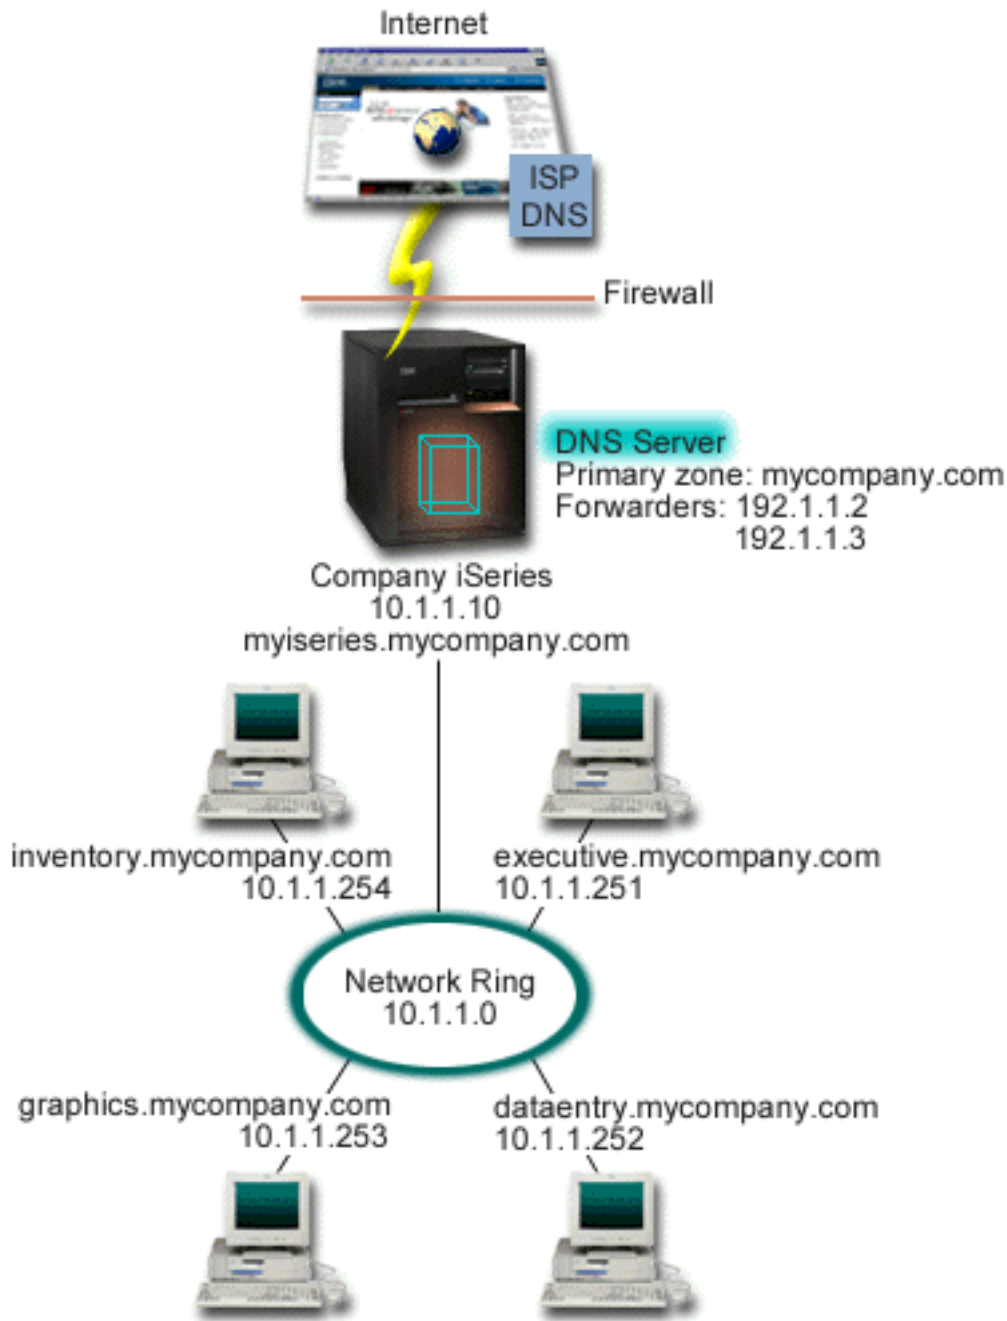 Internet
ISP
DNS
Firewall
DNS Server
Primary zone: mycompany.com
Forwarders: 192.1.1.2
192.1.1.3
Company iSeries
10.1.1.10
myiseries.mycompany.com
inventory.mycompany.com
10.1.1.254
executive.mycompany.com
10.1.1.251
Network Ring
10.1.1.0
graphics.mycompany.com
10.1.1.253
dataentry.mycompany.com
10.1.1.252